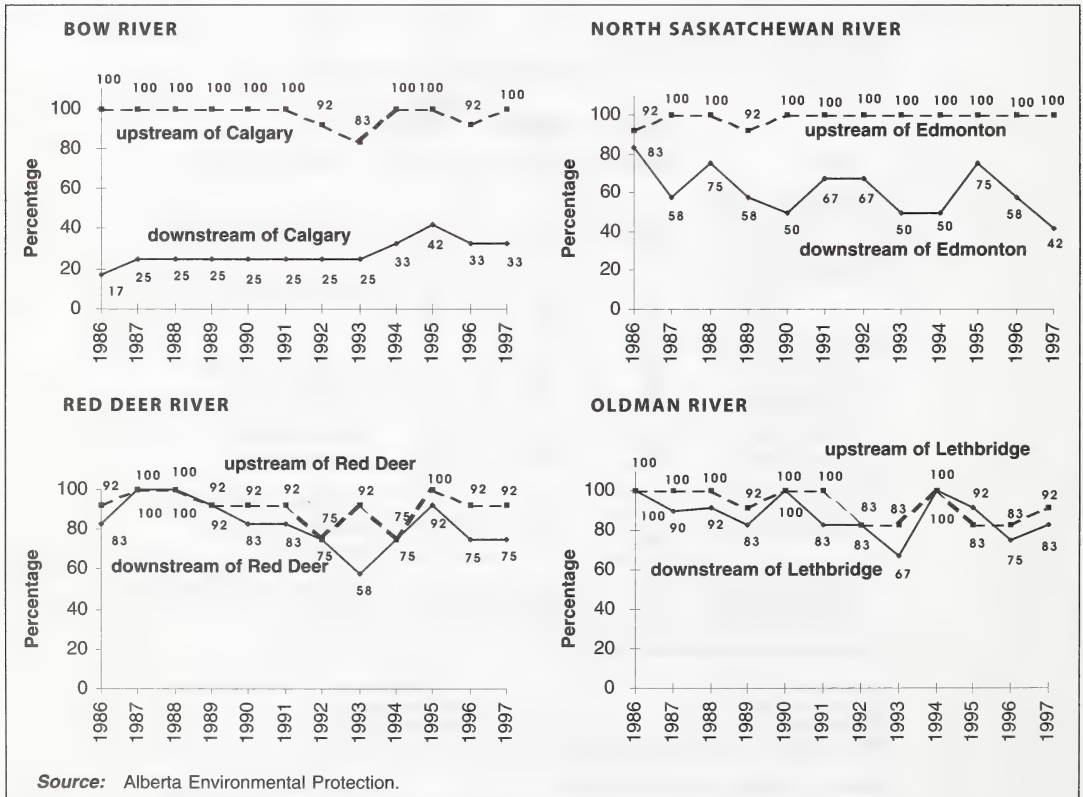 BOW RIVER
100 100 100 100 100 100 92 83 100 100 92 100
upstream of Calgary
downstream of Calgary
17 25 25 25 25 25 25 25 33 42 33 33
Percentage
100
80
60
40
20
0
1986 1987 1988 1989 1990 1991 1992 1993 1994 1995 1996 1997
NORTH SASKATCHEWAN RIVER
92 100 100 92 100 100 100 100 100 100 100 100
upstream of Edmonton
83 58 75 58 50 67 67 50 50 75 58 42
downstream of Edmonton
Percentage
100
80
60
40
20
0
1986 1987 1988 1989 1990 1991 1992 1993 1994 1995 1996 1997
RED DEER RIVER
upstream of Red Deer
92 100 100 92 92 92 75 92 75 100 92 92
83 100 100 92 83 83 75 58 75 92 75 75
downstream of Red Deer
Percentage
100
80
60
40
20
0
1986 1987 1988 1989 1990 1991 1992 1993 1994 1995 1996 1997
OLDMAN RIVER
upstream of Lethbridge
100 100 100 92 100 100 83 83 100 83 83 92
100 90 92 83 100 83 83 67 100 92 75 83
downstream of Lethbridge
Percentage
100
80
60
40
20
0
1986 1987 1988 1989 1990 1991 1992 1993 1994 1995 1996 1997
Source: Alberta Environmental Protection.